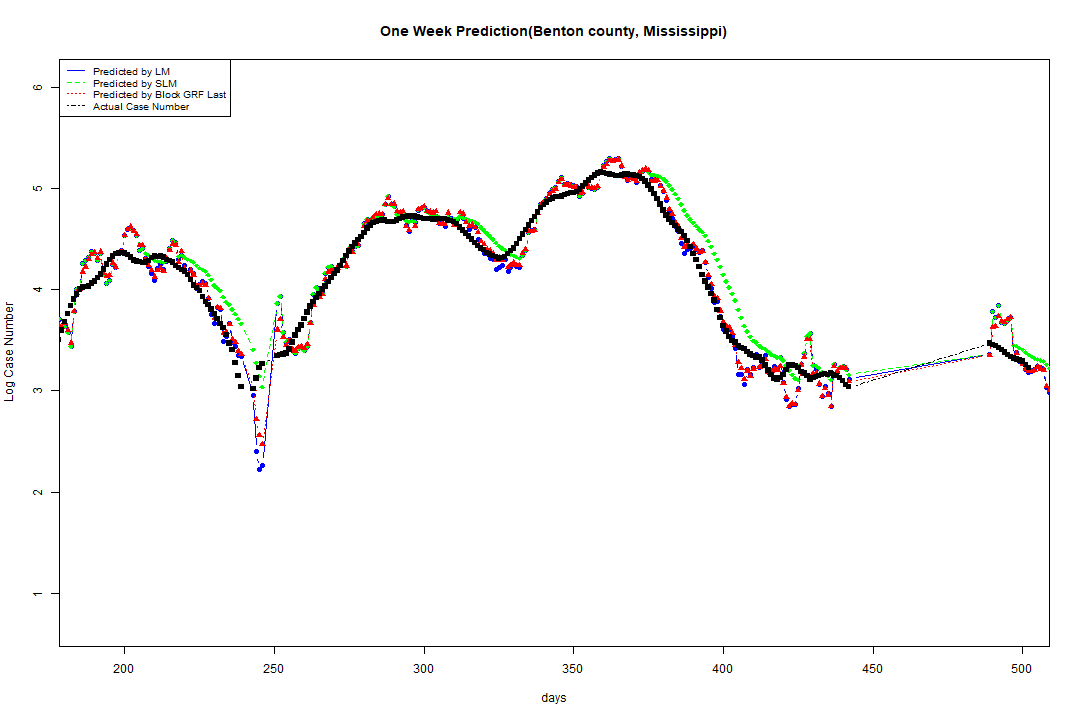 One Week Prediction(Benton county, Mississippi)
Predicted by LM
Predicted by SLM
Predicted by Block GRF Last
Actual Case Number
6
5
4
3
2
1
Log Case Number
200 250 300 350 400 450 500
days